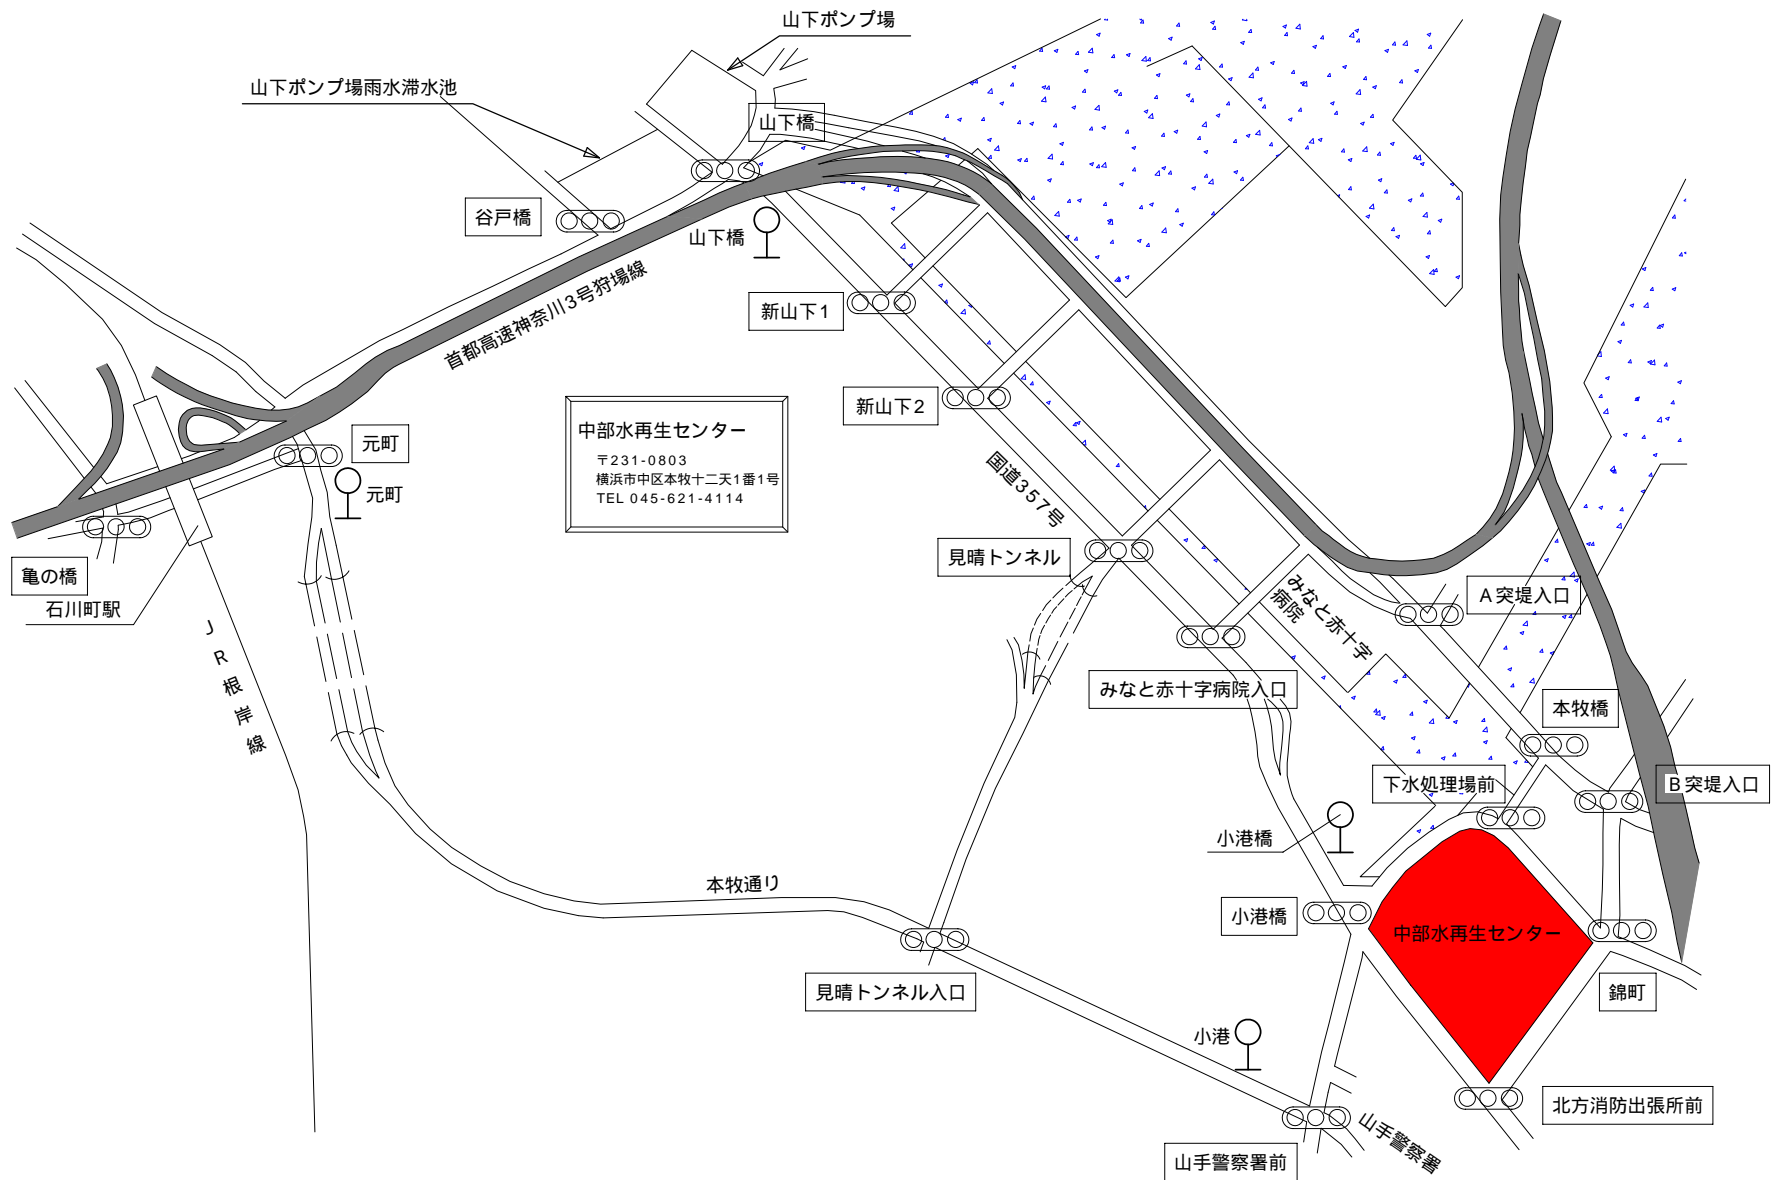 山下ポンプ場
山下ポンプ場雨水滞水池
山下橋
谷戸橋
山下橋
首都高速神奈川3号狩場線
新山下1
新山下2
元町
元町
中部水再生センター
〒231-0803
横浜市中区本牧十二天1番1号
TEL 045-621-4114
国道357号
見晴トンネル
亀の橋
石川町駅
JR根岸線
みなと赤十字
病院
A突堤入口
みなと赤十字病院入口
本牧橋
下水処理場前
B突堤入口
小港橋
本牧通り
小港橋
中部水再生センター
見晴トンネル入口
錦町
小港
北方消防出張所前
山手警察署
山手警察署前